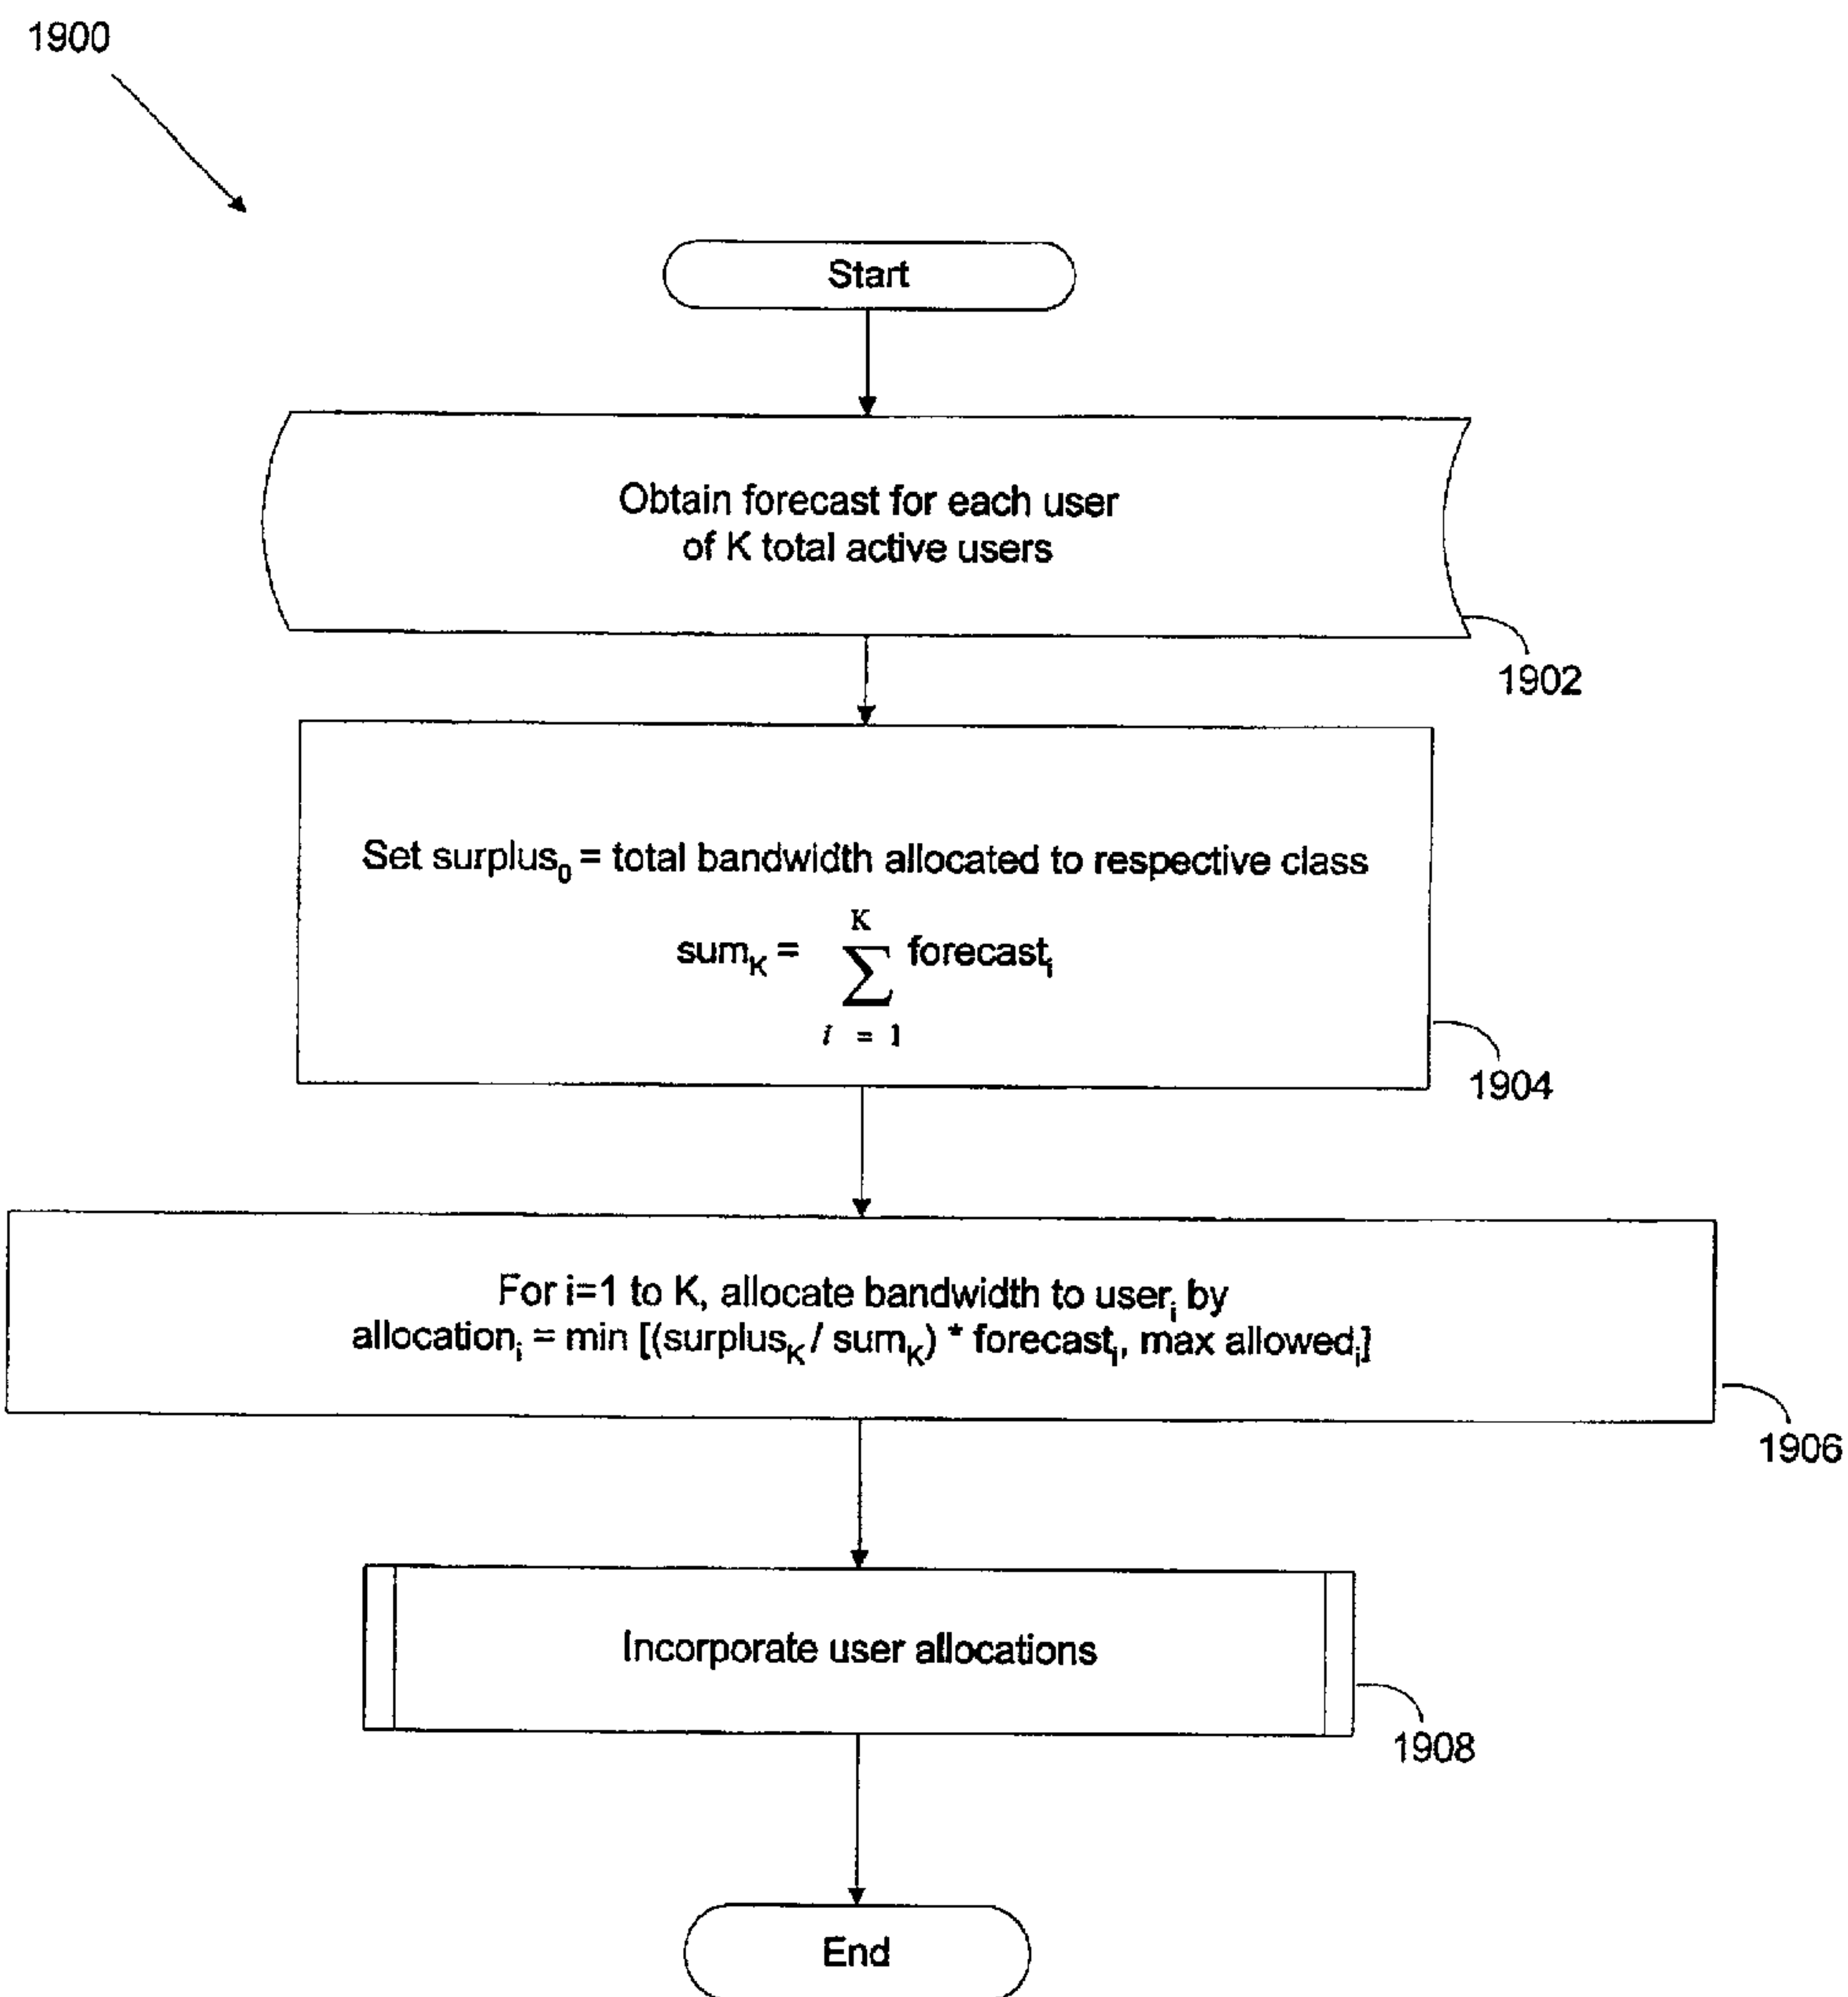 1900
Start
Obtain forecast for each user
of K total active users
1902
Set surplus₀ = total bandwidth allocated to respective class
K
sumₖ = ∑ forecastᵢ
i = 1
1904
For i=1 to K, allocate bandwidth to userᵢ by
allocationᵢ = min [(surplusₖ / sumₖ) * forecastᵢ, max allowedᵢ]
1906
Incorporate user allocations
1908
End